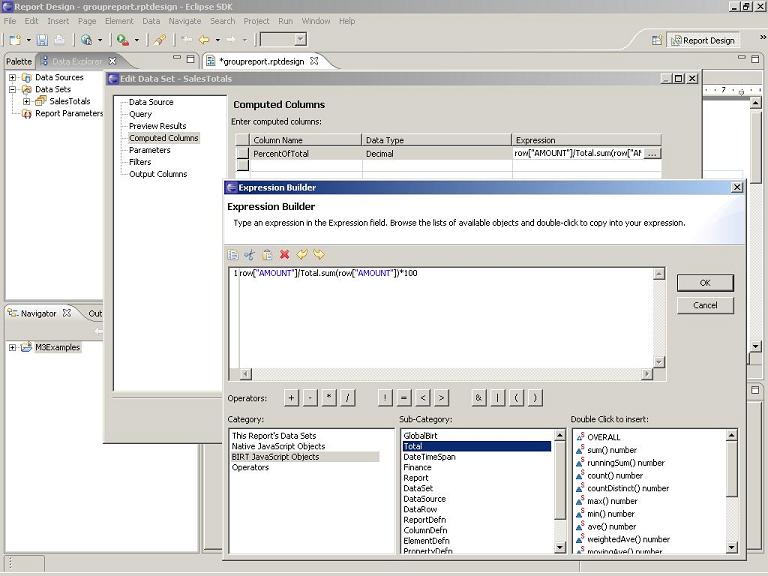 Report Design - groupreport.rptdesign - Eclipse SDK
File Edit Insert Page Element Data Navigate Search Project Run Window Help
Report Design
Palette Data Explorer *groupreport.rptdesign
Data Sources
Data Sets
SalesTotals
Report Parameters
7
Edit Data Set - SalesTotals
Data Source
Query
Preview Results
Computed Columns
Parameters
Filters
Output Columns
Computed Columns
Enter computed columns:
Column Name Data Type Expression
PercentOfTotal Decimal row["AMOUNT"]/Total.sum(row["AM ...
Navigator Out
M3Examples
Expression Builder
Expression Builder
Type an expression in the Expression field. Browse the lists of available objects and double-click to copy into your expression.
1 row["AMOUNT"]/Total.sum(row["AMOUNT"])*100
OK
Cancel
Operators: + - * / ! = < > & | ( )
Category:
This Report's Data Sets
Native JavaScript Objects
BIRT JavaScript Objects
Operators
Sub-Category:
GlobalBirt
Total
DateTimeSpan
Finance
Report
DataSet
DataSource
DataRow
ReportDefn
ColumnDefn
ElementDefn
PropertyDefn
Double Click to insert:
OVERALL
sum() number
runningSum() number
count() number
countDistinct() number
max() number
min() number
ave() number
weightedAve() number
movingAve() number